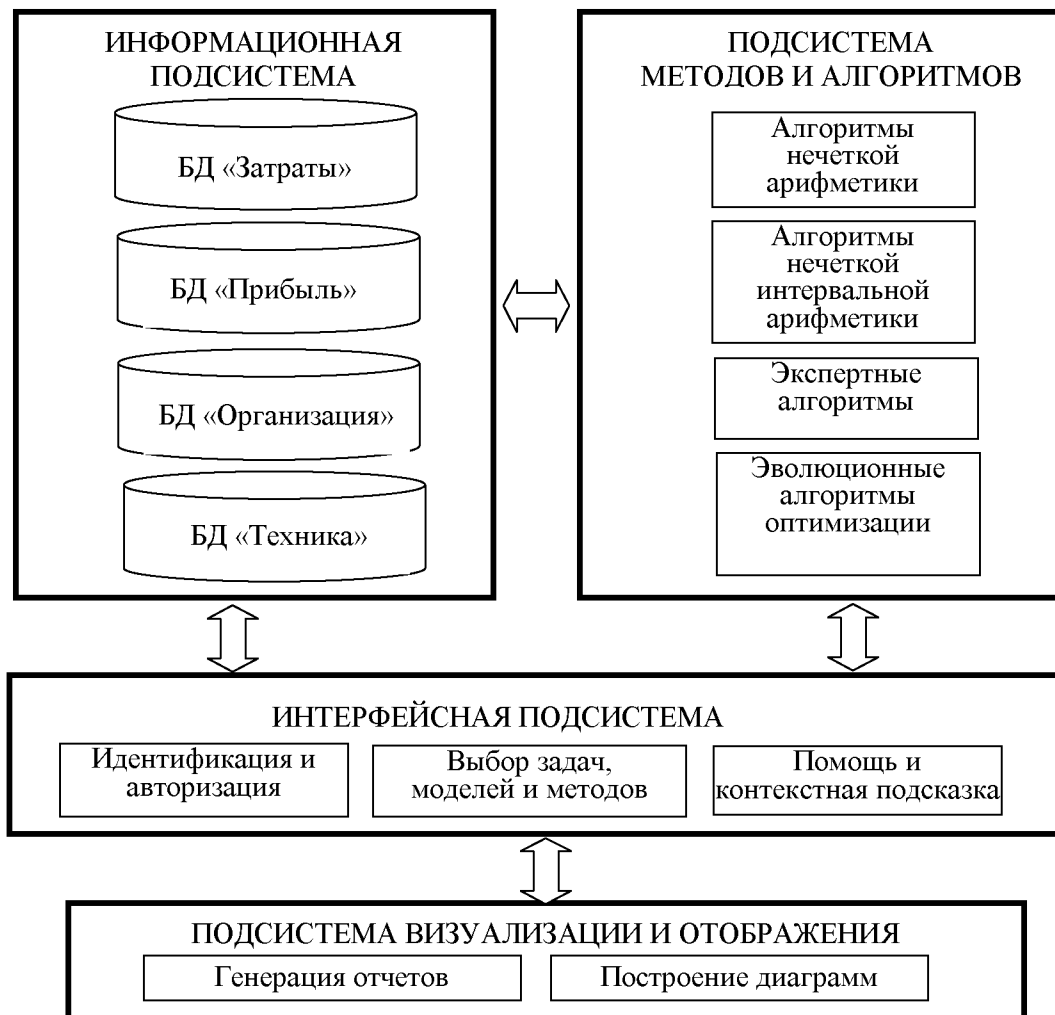 ИНФОРМАЦИОННАЯ
ПОДСИСТЕМА
БД «Затраты»
БД «Прибыль»
БД «Организация»
БД «Техника»
ПОДСИСТЕМА
МЕТОДОВ И АЛГОРИТМОВ
Алгоритмы
нечеткой
арифметики
Алгоритмы
нечеткой
интервальной
арифметики
Экспертные
алгоритмы
Эволюционные
алгоритмы
оптимизации
ИНТЕРФЕЙСНАЯ ПОДСИСТЕМА
Идентификация и
авторизация
Выбор задач,
моделей и методов
Помощь и
контекстная подсказка
ПОДСИСТЕМА ВИЗУАЛИЗАЦИИ И ОТОБРАЖЕНИЯ
Генерация отчетов
Построение диаграмм